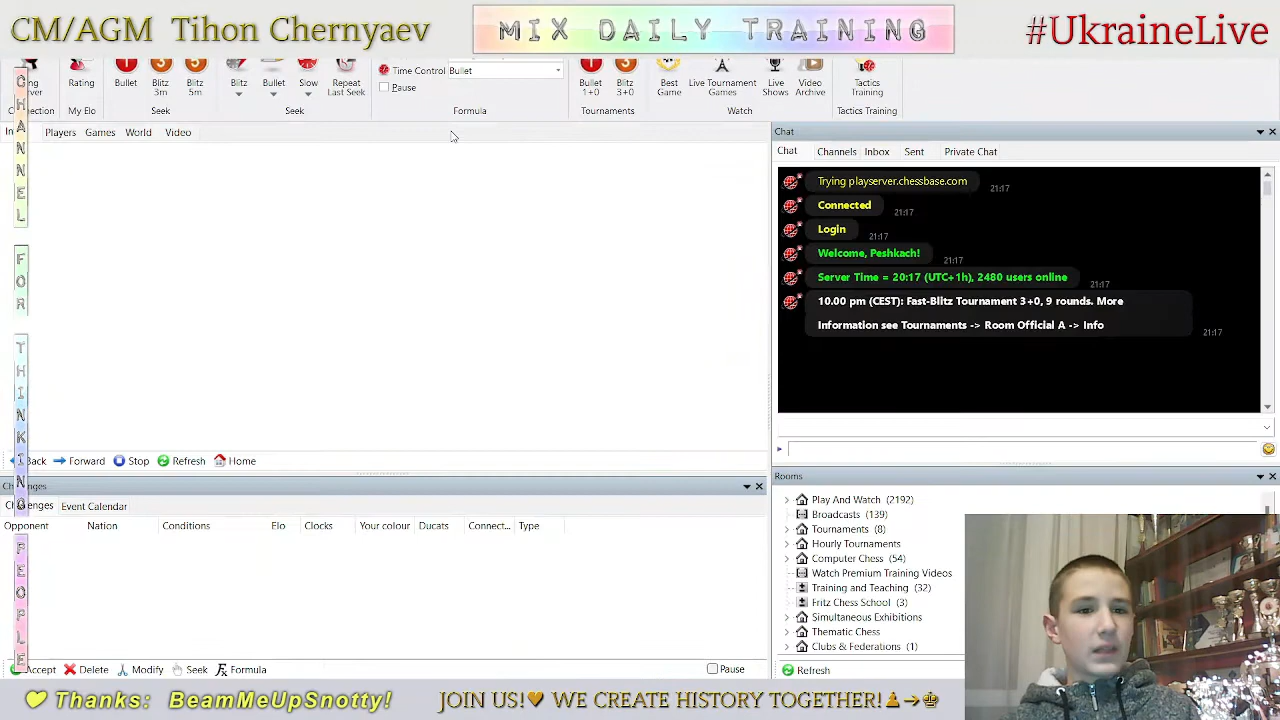 CM/AGM Tihon Chernyaev
MIX DAILY TRAINING
#UkraineLive
CHANNEL FOR THINKING PEOPLE
Rating
Bullet
Blitz
Blitz
Blitz
Bullet
Slow
Repeat
1m
3m
5m
Last Seek
Time Control
Bullet
Pause
Bullet
Blitz
1+0
3+0
Best
Game
Live
Tournaments
Live
Shows
Video
Archive
Tactics
Training
My Elo
Seek
Seek
Formula
Tournaments
Watch
Tactics Training
Players
Games
World
Video
Chat
Chat
Channels
Inbox
Sent
Private Chat
Trying playserver.chessbase.com
21:17
Connected
21:17
Login
21:17
Welcome, Peshkach!
21:17
Server Time = 20:17 (UTC+1h), 2480 users online
21:17
10.00 pm (CEST): Fast-Blitz Tournament 3+0, 9 rounds. More
Information see Tournaments -> Room Official A -> Info
21:17
Back
Forward
Stop
Refresh
Home
Event Calendar
Opponent
Nation
Conditions
Elo
Clocks
Your colour
Ducats
Connect...
Type
Accept
Delete
Modify
Seek
Formula
Pause
Rooms
Play And Watch (2192)
Broadcasts (139)
Tournaments (8)
Hourly Tournaments
Computer Chess (54)
Watch Premium Training Videos
Training and Teaching (32)
Fritz Chess School (3)
Simultaneous Exhibitions
Thematic Chess
Clubs & Federations (1)
Refresh
Thanks: BeamMeUpSnotty!
JOIN US! WE CREATE HISTORY TOGETHER!